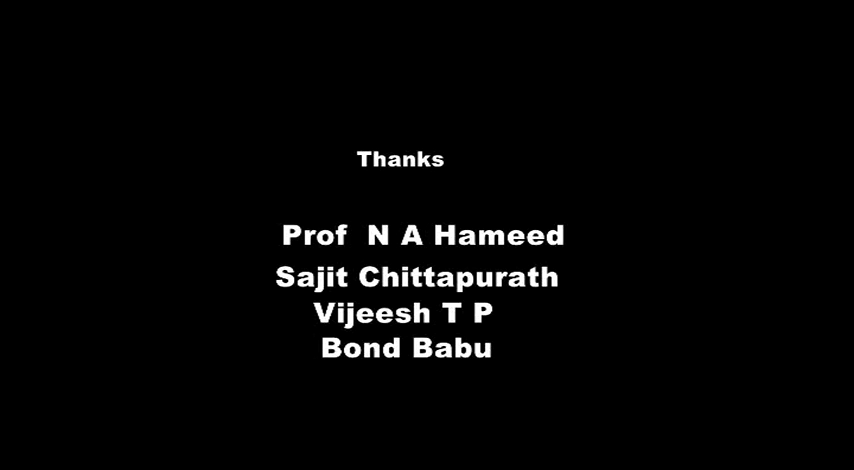 Thanks
Prof N A Hameed
Sajit Chittapurath
Vijeesh T P
Bond Babu